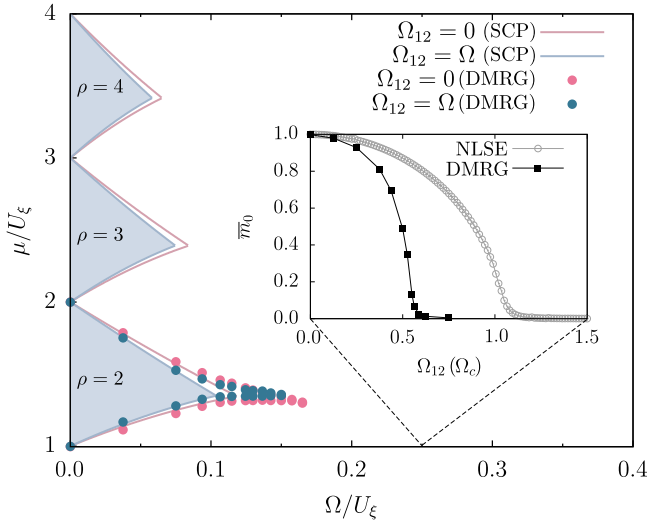 4
3
2
1
μ/U_ξ
Ω_12 = 0 (SCP)
Ω_12 = Ω (SCP)
Ω_12 = 0 (DMRG)
Ω_12 = Ω (DMRG)
ρ = 4
ρ = 3
ρ = 2
1.0
0.8
0.6
0.4
0.2
0.0
m̅_0
NLSE
DMRG
0.0 0.5 1.0 1.5
Ω_12 (Ω_c)
0.0 0.1 0.2 0.3 0.4
Ω/U_ξ